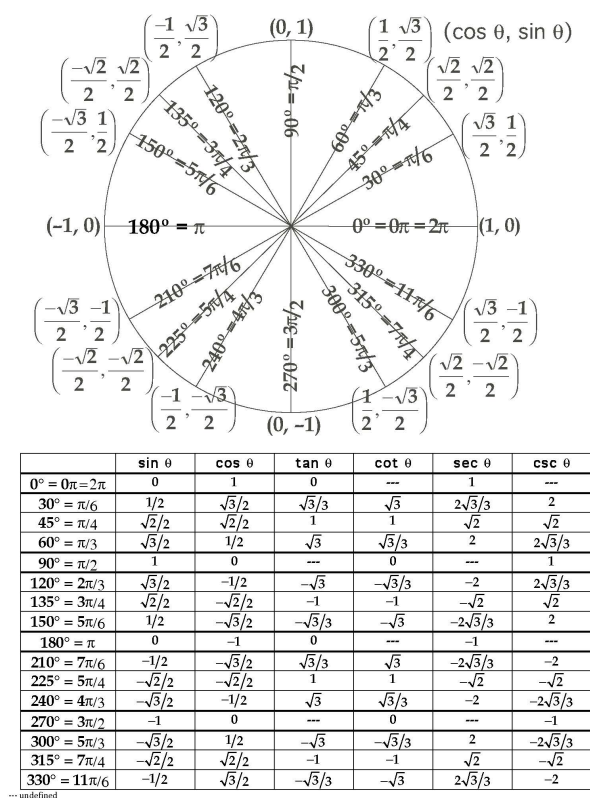 (cos θ, sin θ)
(0, 1)
(-1/2, √3/2)
(1/2, √3/2)
(-√2/2, √2/2)
(√2/2, √2/2)
(-√3/2, 1/2)
(√3/2, 1/2)
120° = 2π/3
90° = π/2
60° = π/3
135° = 3π/4
45° = π/4
150° = 5π/6
30° = π/6
(–1, 0)
180° = π
0° = 0π = 2π
(1, 0)
210° = 7π/6
330° = 11π/6
225° = 5π/4
315° = 7π/4
240° = 4π/3
270° = 3π/2
300° = 5π/3
(-√3/2, -1/2)
(√3/2, -1/2)
(-√2/2, -√2/2)
(√2/2, -√2/2)
(-1/2, -√3/2)
(1/2, -√3/2)
(0, –1)
sin θ cos θ tan θ cot θ sec θ csc θ
0° = 0π=2π 0 1 0 --- 1 ---
30° = π/6 1/2 √3/2 √3/3 √3 2√3/3 2
45° = π/4 √2/2 √2/2 1 1 √2 √2
60° = π/3 √3/2 1/2 √3 √3/3 2 2√3/3
90° = π/2 1 0 --- 0 --- 1
120° = 2π/3 √3/2 –1/2 –√3 –√3/3 –2 2√3/3
135° = 3π/4 √2/2 –√2/2 –1 –1 –√2 √2
150° = 5π/6 1/2 –√3/2 –√3/3 –√3 –2√3/3 2
180° = π 0 –1 0 --- –1 ---
210° = 7π/6 –1/2 –√3/2 √3/3 √3 –2√3/3 –2
225° = 5π/4 –√2/2 –√2/2 1 1 –√2 –√2
240° = 4π/3 –√3/2 –1/2 √3 √3/3 –2 –2√3/3
270° = 3π/2 –1 0 --- 0 --- –1
300° = 5π/3 –√3/2 1/2 –√3 –√3/3 2 –2√3/3
315° = 7π/4 –√2/2 √2/2 –1 –1 √2 –√2
330° = 11π/6 –1/2 √3/2 –√3/3 –√3 2√3/3 –2
--- undefined